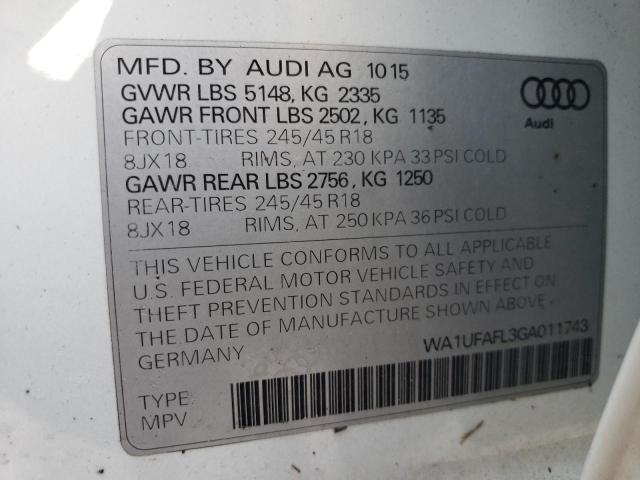 MFD. BY AUDI AG 10 15
GVWR LBS 5148, KG 2335
GAWR FRONT LBS 2502, KG 1135
FRONT-TIRES 245/45 R18
8JX18 RIMS, AT 230 KPA 33 PSI COLD
GAWR REAR LBS 2756, KG 1250
REAR-TIRES 245/45 R18
8JX18 RIMS, AT 250 KPA 36 PSI COLD
Audi
THIS VEHICLE CONFORMS TO ALL APPLICABLE
U.S. FEDERAL MOTOR VEHICLE SAFETY AND
THEFT PREVENTION STANDARDS IN EFFECT ON
THE DATE OF MANUFACTURE SHOWN ABOVE.
GERMANY
WA1UFAFL3GA011743
TYPE:
MPV